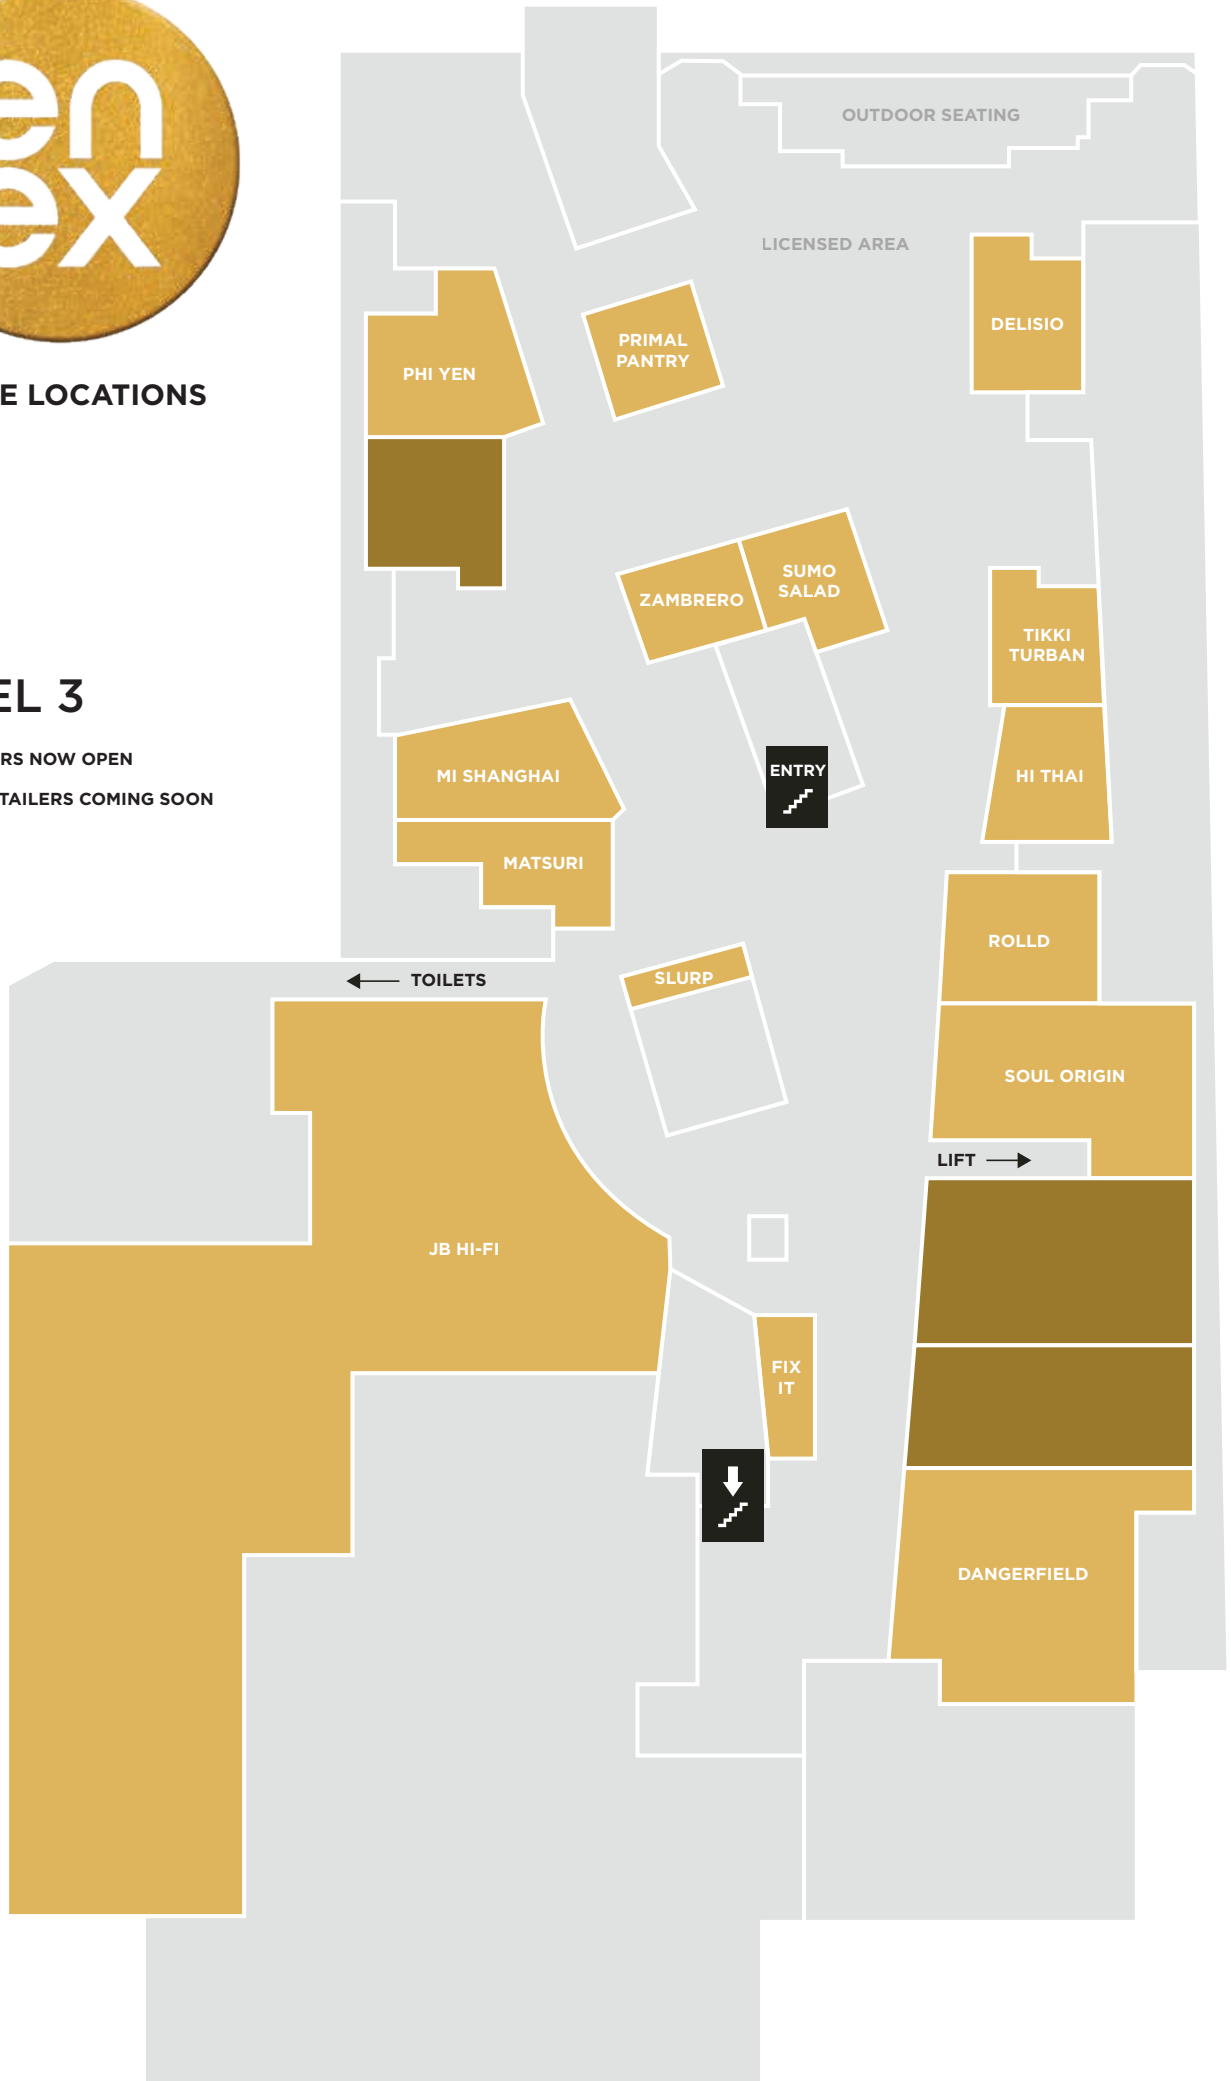 en
ex
E LOCATIONS
EL 3
RS NOW OPEN
TAILERS COMING SOON
OUTDOOR SEATING
LICENSED AREA
DELISIO
PRIMAL
PANTRY
PHI YEN
SUMO
SALAD
ZAMBRERO
TIKKI
TURBAN
MI SHANGHAI
ENTRY
HI THAI
MATSURI
ROLLD
TOILETS
SLURP
SOUL ORIGIN
LIFT
JB HI-FI
FIX
IT
DANGERFIELD